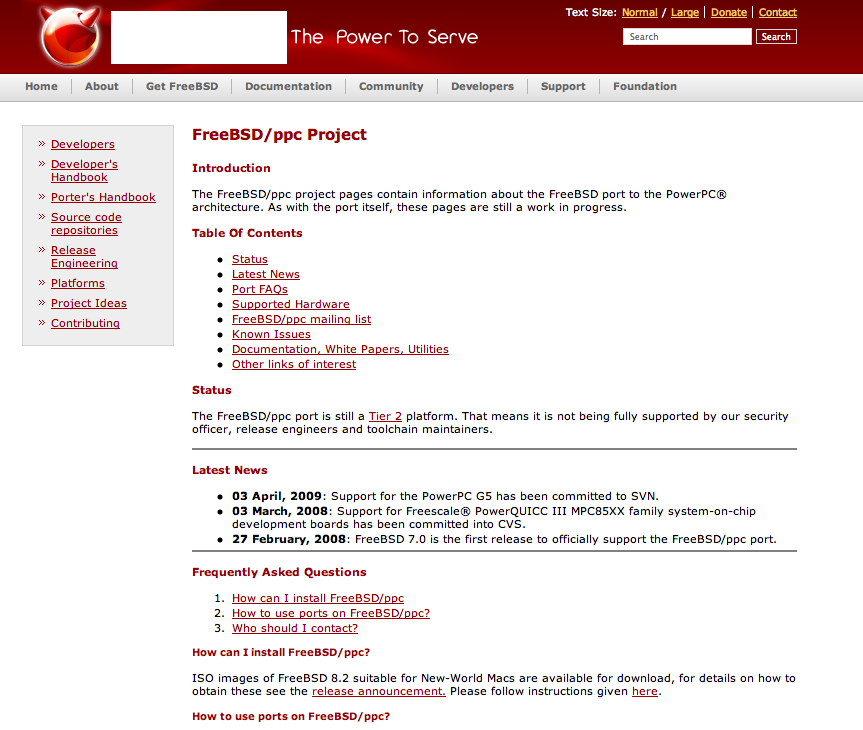 Text Size: Normal / Large | Donate | Contact
The Power To Serve
Search Search
Home About Get FreeBSD Documentation Community Developers Support Foundation
» Developers
» Developer's
Handbook
» Porter's Handbook
» Source code
repositories
» Release
Engineering
» Platforms
» Project Ideas
» Contributing
FreeBSD/ppc Project
Introduction
The FreeBSD/ppc project pages contain information about the FreeBSD port to the PowerPC®
architecture. As with the port itself, these pages are still a work in progress.
Table Of Contents
• Status
• Latest News
• Port FAQs
• Supported Hardware
• FreeBSD/ppc mailing list
• Known Issues
• Documentation, White Papers, Utilities
• Other links of interest
Status
The FreeBSD/ppc port is still a Tier 2 platform. That means it is not being fully supported by our security
officer, release engineers and toolchain maintainers.
Latest News
• 03 April, 2009: Support for the PowerPC G5 has been committed to SVN.
• 03 March, 2008: Support for Freescale® PowerQUICC III MPC85XX family system-on-chip
development boards has been committed into CVS.
• 27 February, 2008: FreeBSD 7.0 is the first release to officially support the FreeBSD/ppc port.
Frequently Asked Questions
1. How can I install FreeBSD/ppc
2. How to use ports on FreeBSD/ppc?
3. Who should I contact?
How can I install FreeBSD/ppc?
ISO images of FreeBSD 8.2 suitable for New-World Macs are available for download, for details on how to
obtain these see the release announcement. Please follow instructions given here.
How to use ports on FreeBSD/ppc?